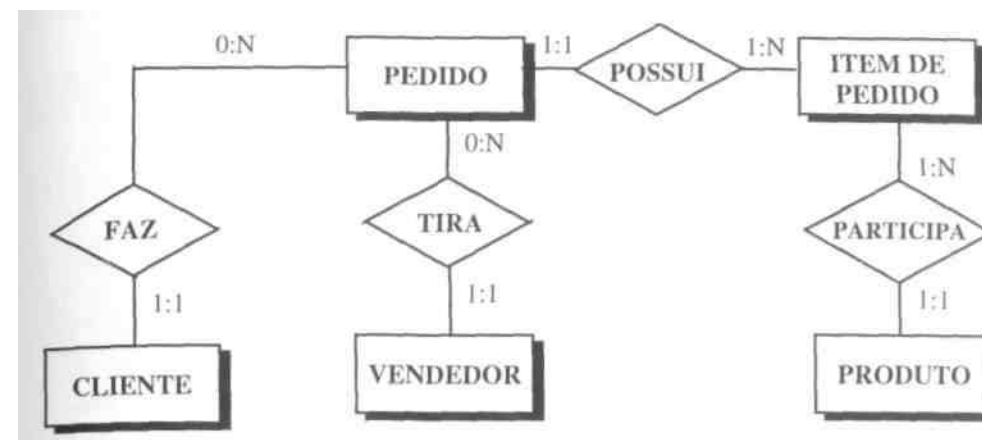 0:N
PEDIDO
1:1
POSSUI
1:N
ITEM DE
PEDIDO
0:N
1:N
FAZ
TIRA
PARTICIPA
1:1
1:1
1:1
CLIENTE
VENDEDOR
PRODUTO